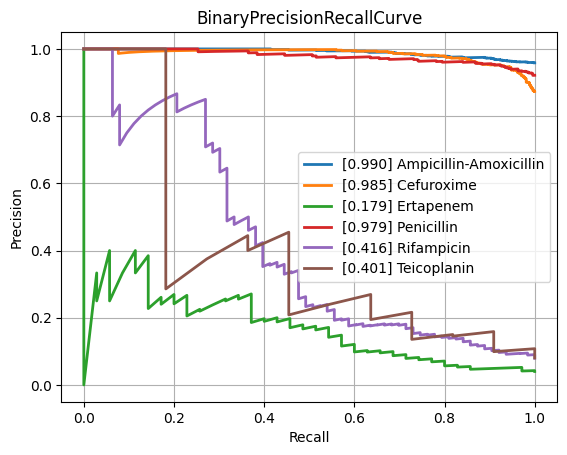 BinaryPrecisionRecallCurve
Precision
1.0
0.8
0.6
0.4
0.2
0.0
[0.990] Ampicillin-Amoxicillin
[0.985] Cefuroxime
[0.179] Ertapenem
[0.979] Penicillin
[0.416] Rifampicin
[0.401] Teicoplanin
0.0 0.2 0.4 0.6 0.8 1.0
Recall